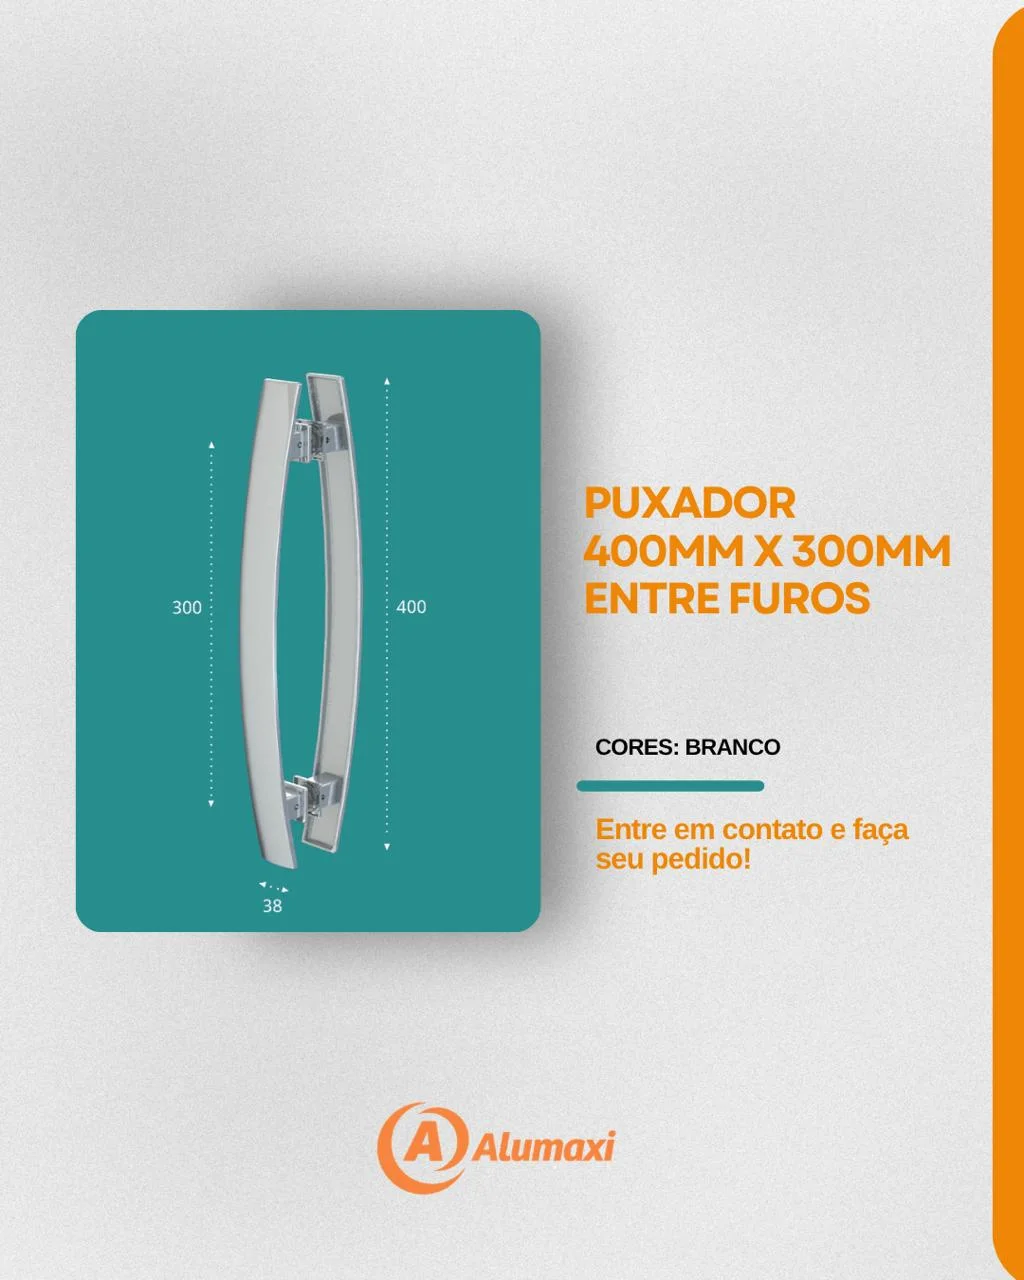 300
400
38
PUXADOR
400MM X 300MM
ENTRE FUROS
CORES: BRANCO
Entre em contato e faça
seu pedido!
A Alumaxi